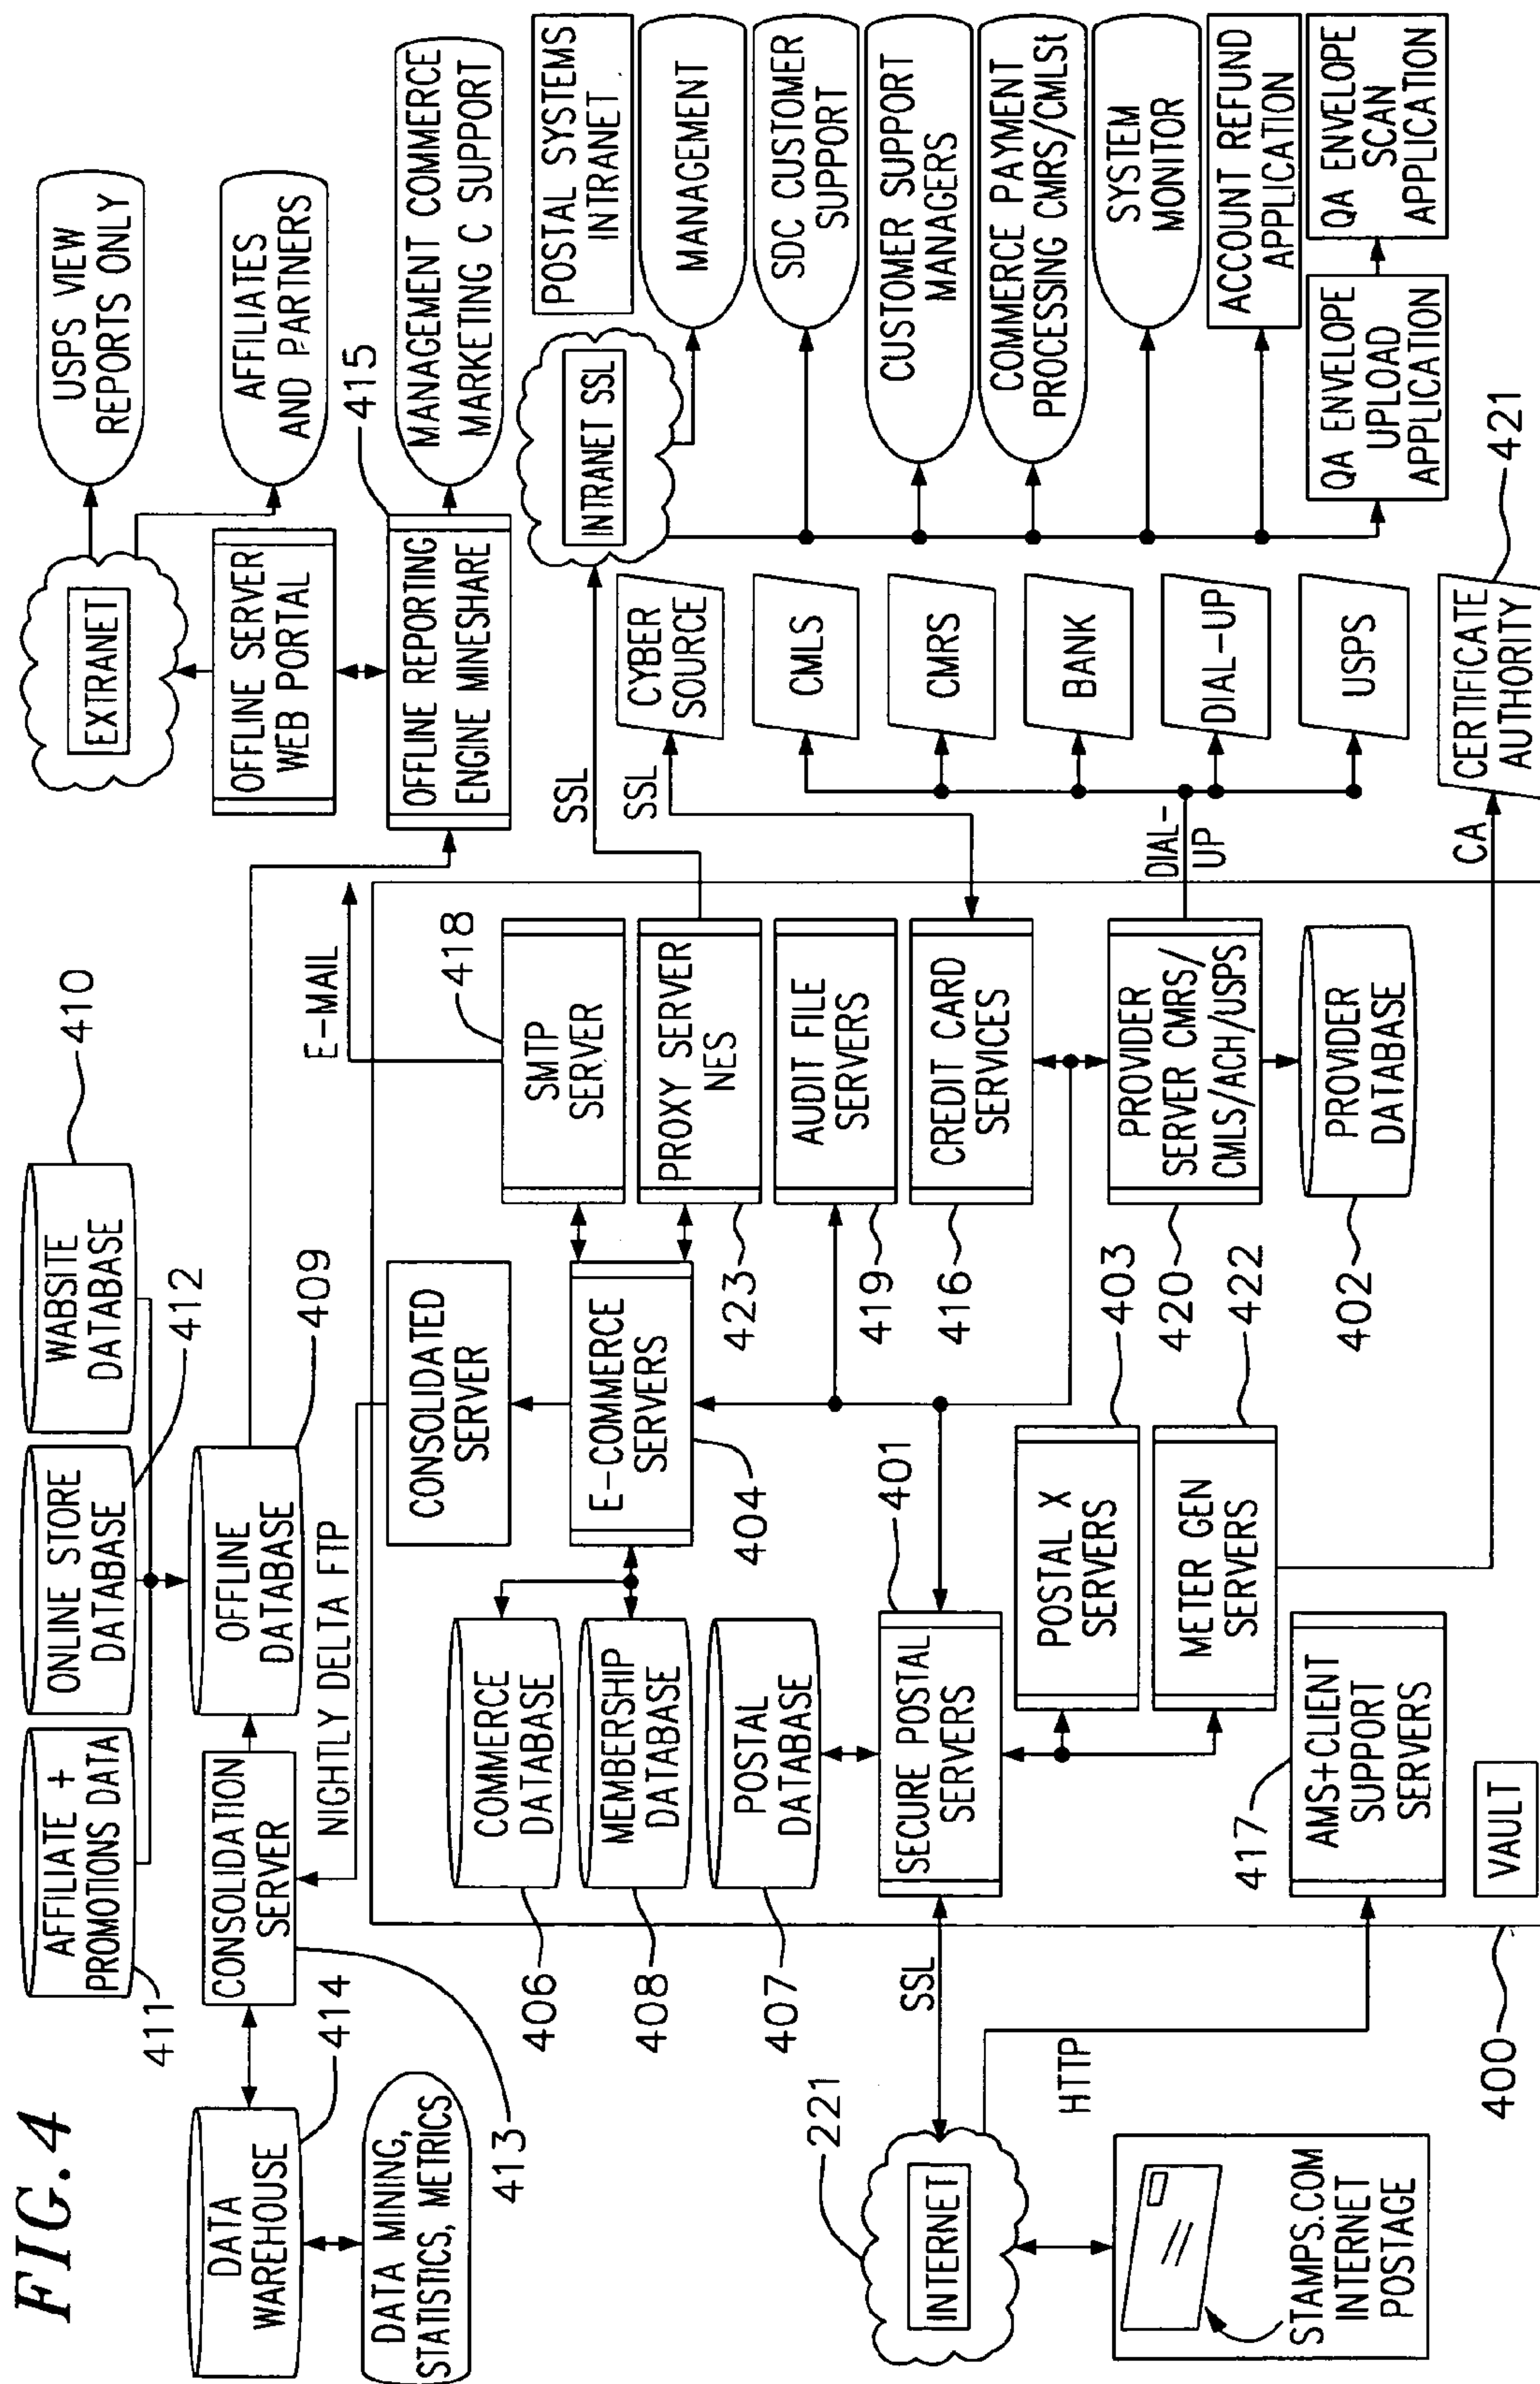 FIG. 4
AFFILIATE +
PROMOTIONS DATA
411
ONLINE STORE
DATABASE
412
WABSITE
DATABASE
410
EXTRANET
USPS VIEW
REPORTS ONLY
AFFILIATES
AND PARTNERS
DATA
WAREHOUSE
414
CONSOLIDATION
SERVER
413
OFFLINE
DATABASE
409
OFFLINE SERVER
WEB PORTAL
DATA MINING,
STATISTICS, METRICS
NIGHTLY DELTA FTP
E-MAIL
OFFLINE REPORTING
ENGINE MINESHARE
415
MANAGEMENT COMMERCE
MARKETING C SUPPORT
CONSOLIDATED
SERVER
COMMERCE
DATABASE
406
MEMBERSHIP
DATABASE
408
POSTAL
DATABASE
407
E-COMMERCE
SERVERS
404
SMTP
SERVER
418
PROXY SERVER
NES
423
AUDIT FILE
SERVERS
419
CREDIT CARD
SERVICES
416
SSL
SSL
INTRANET SSL
POSTAL SYSTEMS
INTRANET
MANAGEMENT
SDC CUSTOMER
SUPPORT
CUSTOMER SUPPORT
MANAGERS
COMMERCE PAYMENT
PROCESSING CMRS/CMLSt
SYSTEM
MONITOR
ACCOUNT REFUND
APPLICATION
QA ENVELOPE
UPLOAD
APPLICATION
QA ENVELOPE
SCAN
APPLICATION
CYBER
SOURCE
CMLS
CMRS
BANK
DIAL-UP
USPS
CERTIFICATE
AUTHORITY
421
221
INTERNET
SSL
HTTP
SECURE POSTAL
SERVERS
401
POSTAL X
SERVERS
403
METER GEN
SERVERS
422
PROVIDER
SERVER CMRS/
CMLS/ACH/USPS
420
DIAL-
UP
PROVIDER
DATABASE
402
CA
STAMPS.COM
INTERNET
POSTAGE
AMS+CLIENT
SUPPORT
SERVERS
417
VAULT
400